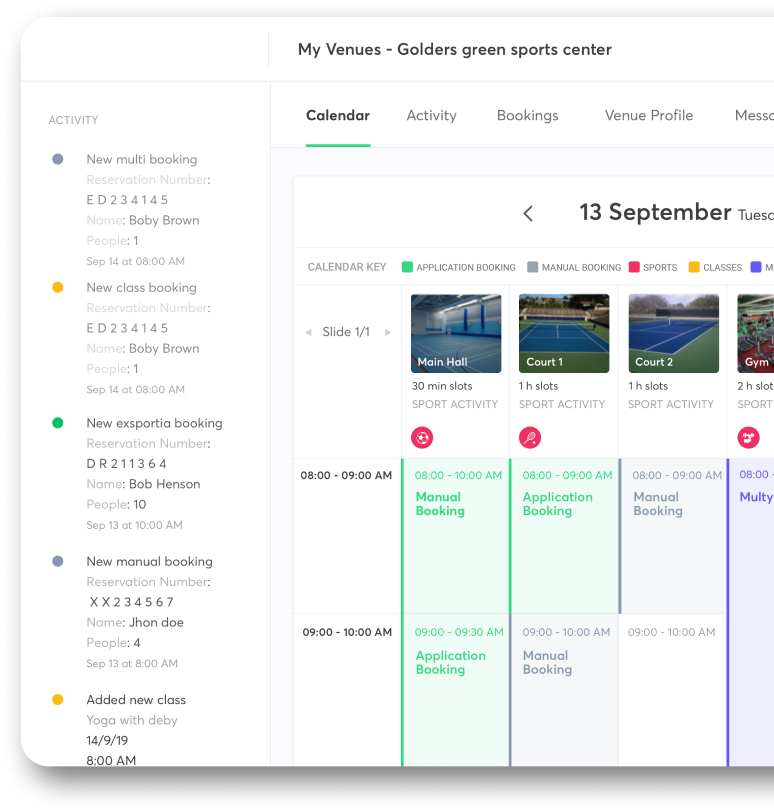 My Venues - Golders green sports center
ACTIVITY
New multi booking
Reservation Number:
E D 2 3 4 1 4 5
Name: Boby Brown
People: 1
Sep 14 at 08:00 AM
New class booking
Reservation Number:
E D 2 3 4 1 4 5
Name: Boby Brown
People: 1
Sep 14 at 08:00 AM
New exsportia booking
Reservation Number:
D R 2 1 1 3 6 4
Name: Bob Henson
People: 10
Sep 13 at 10:00 AM
New manual booking
Reservation Number:
X X 2 3 4 5 6 7
Name: Jhon doe
People: 4
Sep 13 at 8:00 AM
Added new class
Yoga with deby
14/9/19
8:00 AM
Calendar Activity Bookings Venue Profile Messa
13 September Tuesd
CALENDAR KEY APPLICATION BOOKING MANUAL BOOKING SPORTS CLASSES M
Slide 1/1
Main Hall Court 1 Court 2 Gym
30 min slots 1 h slots 1 h slots 2 h slot
SPORT ACTIVITY SPORT ACTIVITY SPORT ACTIVITY SPORT
08:00 - 09:00 AM 08:00 - 10:00 AM 08:00 - 09:00 AM 08:00 - 09:00 AM 08:00 -
Manual Application Manual Multy
Booking Booking Booking
09:00 - 10:00 AM 09:00 - 09:30 AM 09:00 - 10:00 AM 09:00 - 10:00 AM
Application Manual
Booking Booking